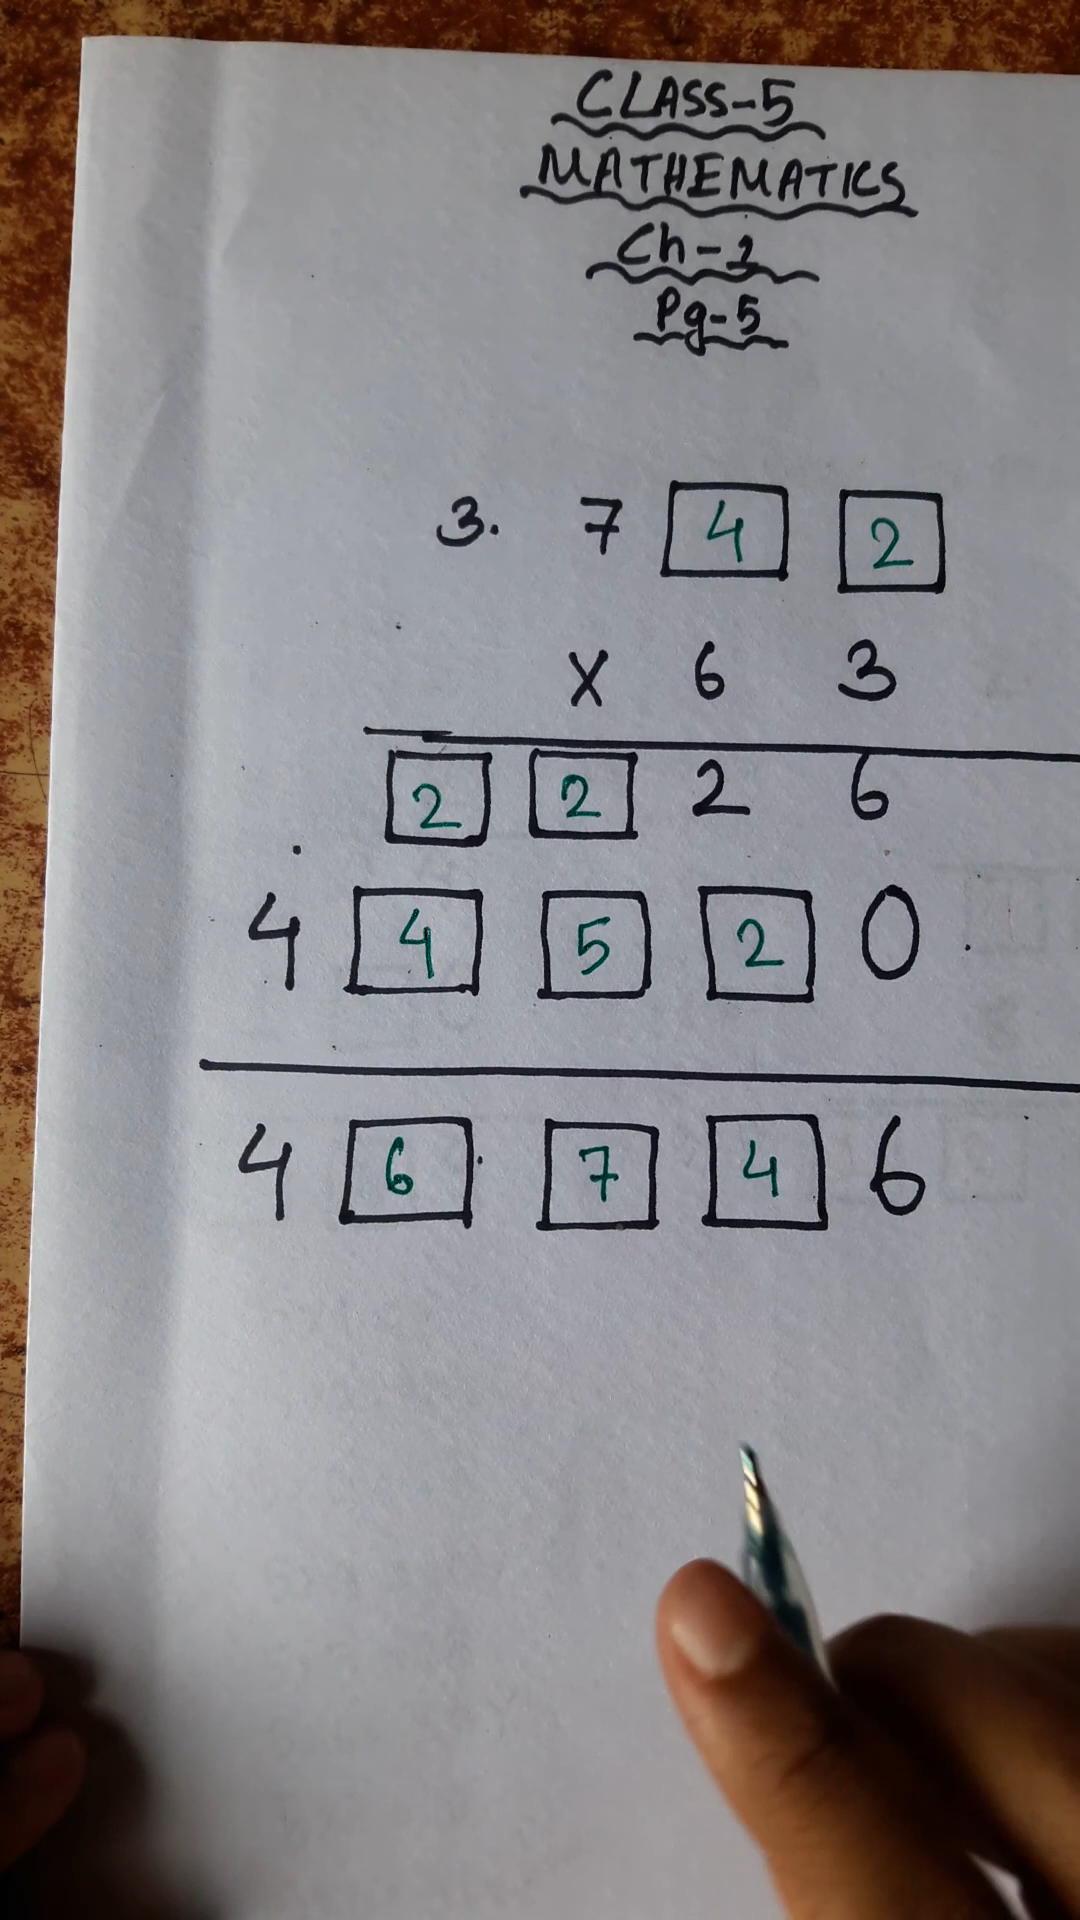 CLASS-5
MATHEMATICS
Ch-1
Pg-5
3. 7 4 2
X 6 3
2 2 2 6
4 4 5 2 0
4 6 7 4 6